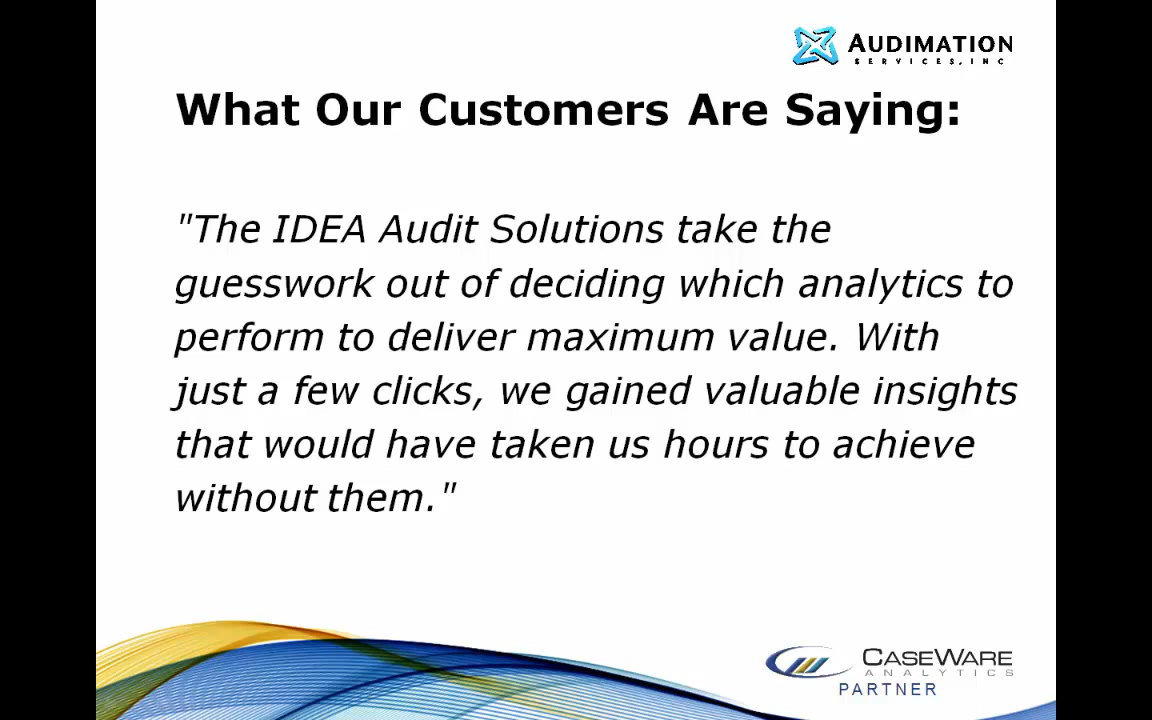 AUDIMATION
SERVICES, INC
What Our Customers Are Saying:
"The IDEA Audit Solutions take the
guesswork out of deciding which analytics to
perform to deliver maximum value. With
just a few clicks, we gained valuable insights
that would have taken us hours to achieve
without them."
CASEWARE
ANALYTICS
PARTNER